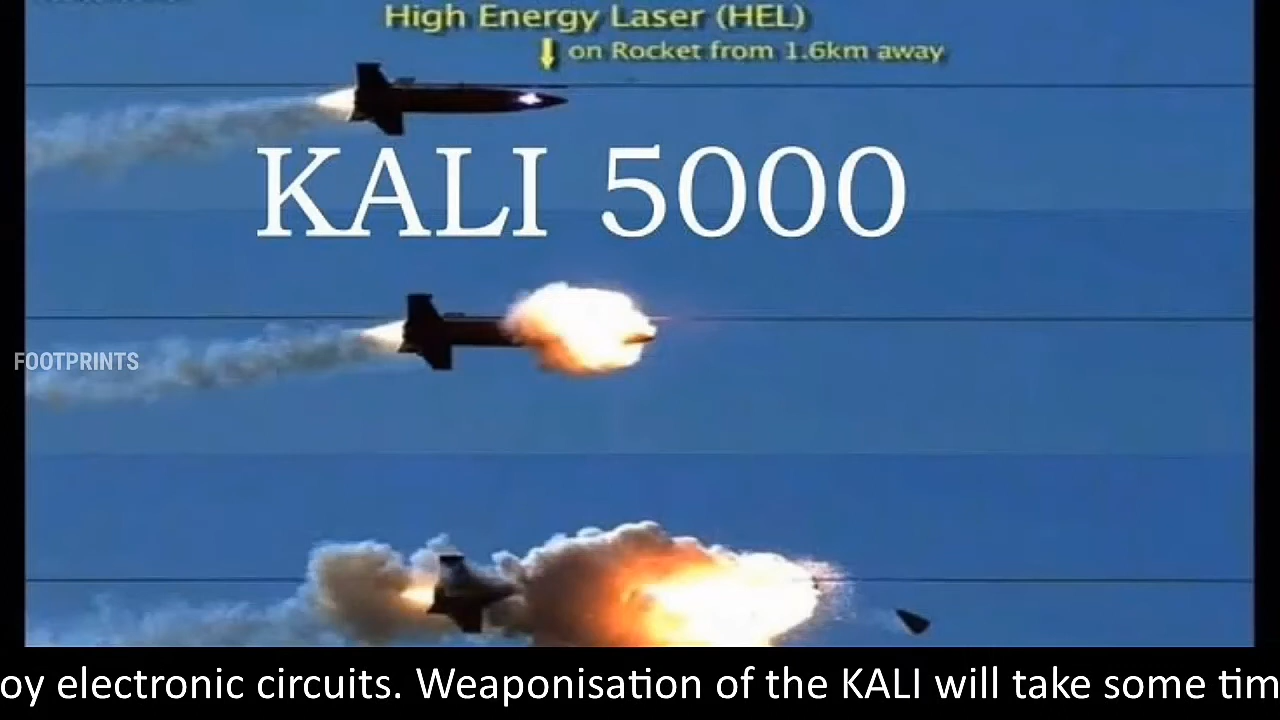 High Energy Laser (HEL)
on Rocket from 1.6km away
KALI 5000
FOOTPRINTS
oy electronic circuits. Weaponisation of the KALI will take some tim